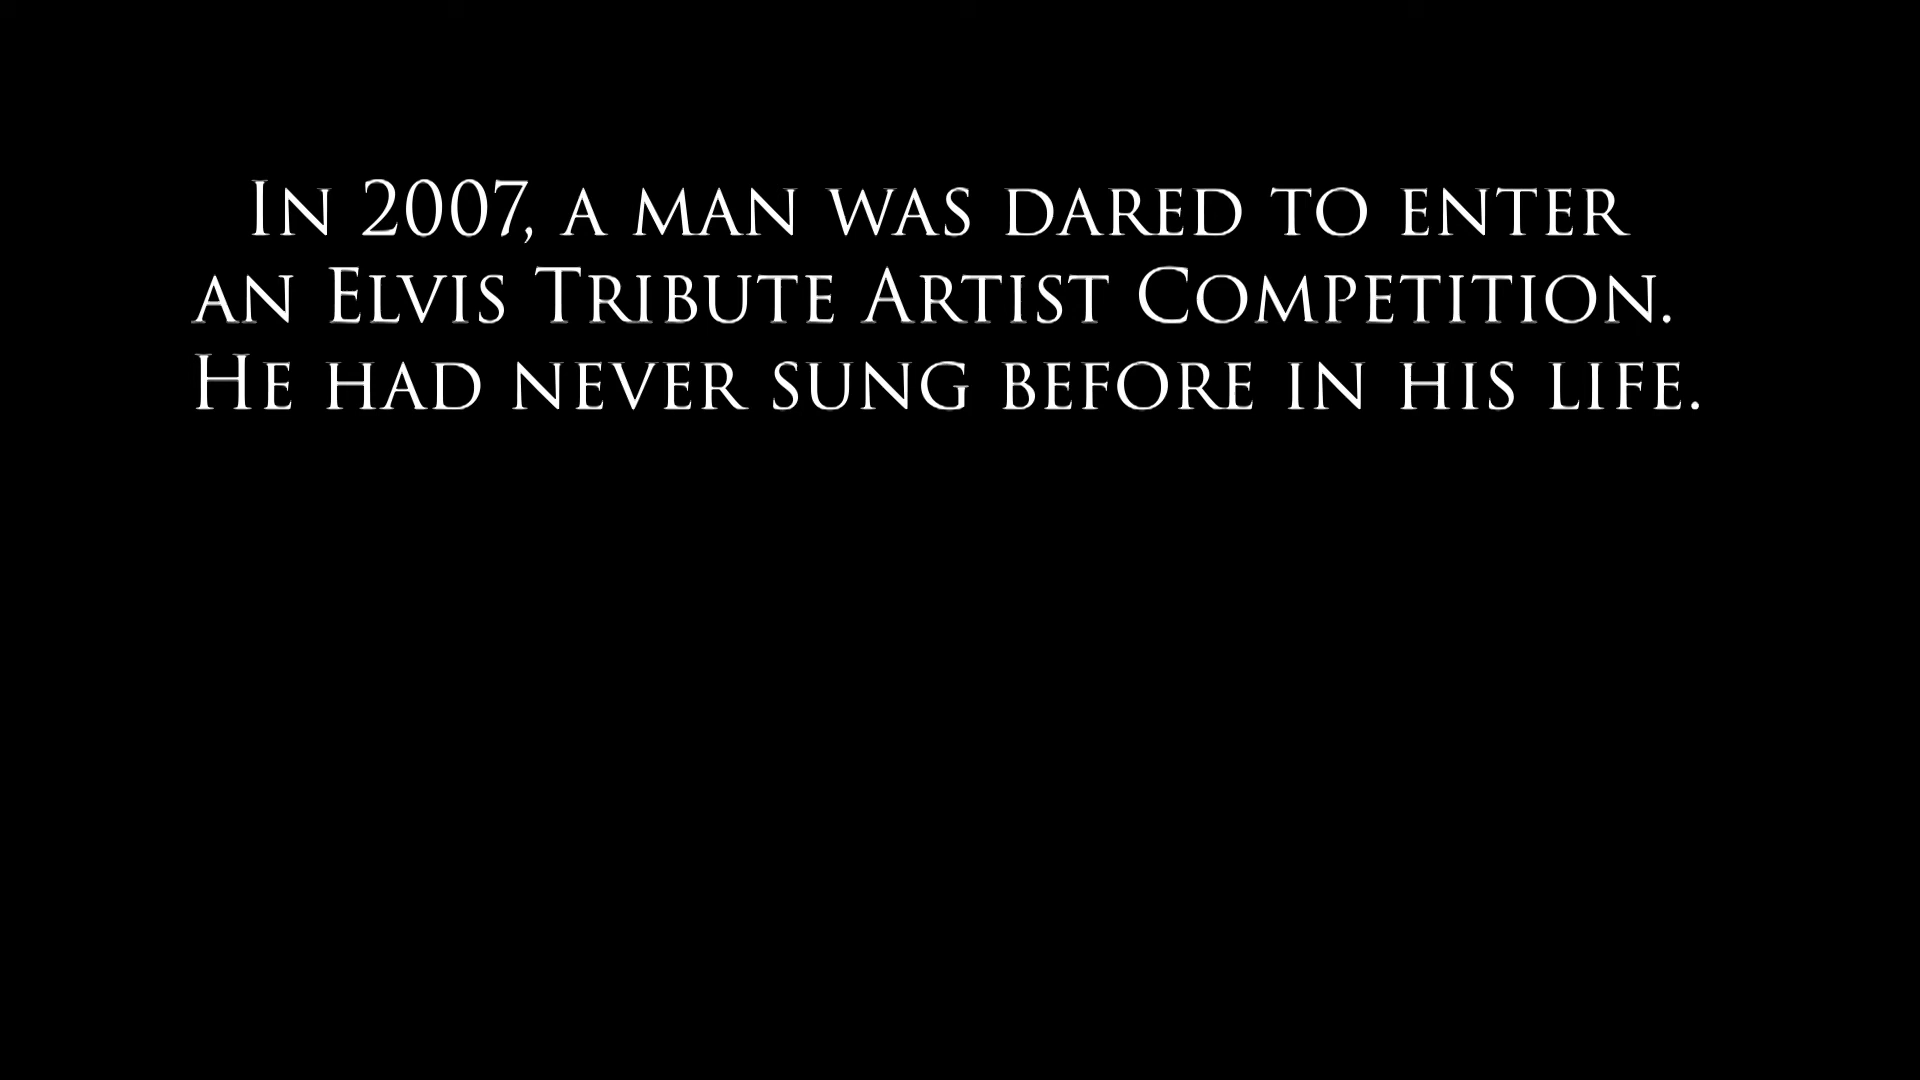 In 2007, a man was dared to enter
an Elvis Tribute Artist Competition.
He had never sung before in his life.